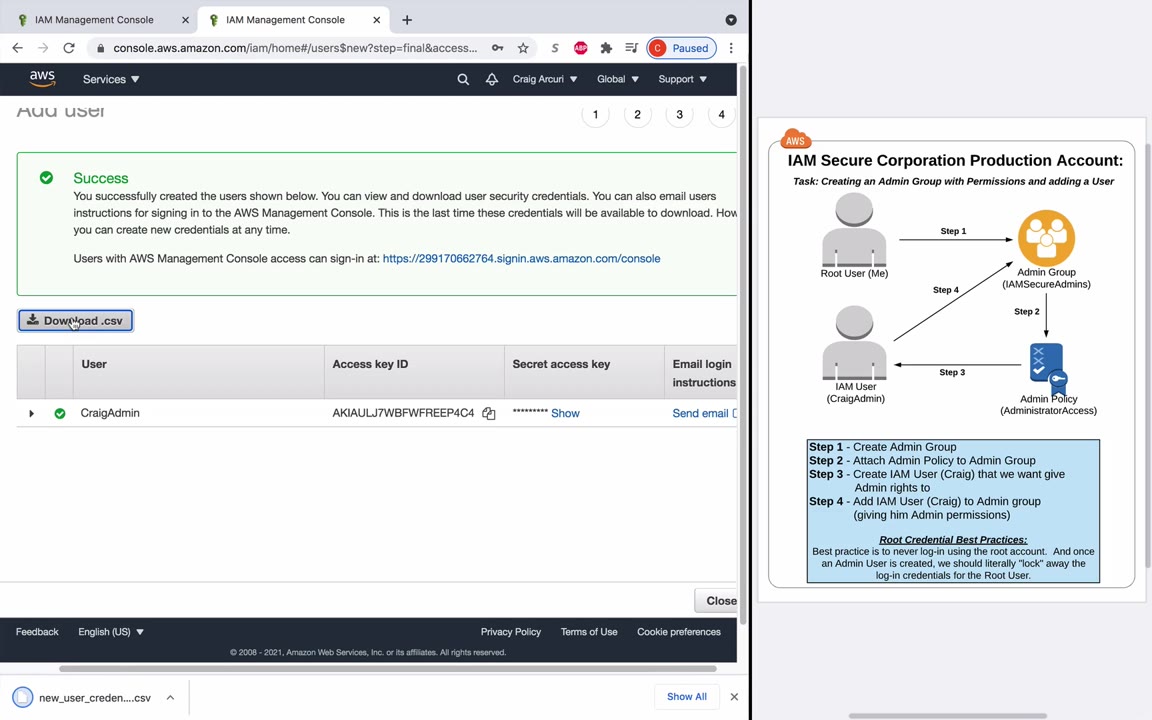 IAM Management Console
IAM Management Console
console.aws.amazon.com/iam/home#/users$new?step=final&access...
S
ABP
C Paused
aws
Services
Craig Arcuri
Global
Support
Add user
1 2 3 4
Success
You successfully created the users shown below. You can view and download user security credentials. You can also email users
instructions for signing in to the AWS Management Console. This is the last time these credentials will be available to download. How
you can create new credentials at any time.
Users with AWS Management Console access can sign-in at: https://299170662764.signin.aws.amazon.com/console
Download .csv
User Access key ID Secret access key Email login
instructions
CraigAdmin AKIAULJ7WBFWFREEP4C4 ********* Show Send email
Close
Feedback English (US) Privacy Policy Terms of Use Cookie preferences
© 2008 - 2021, Amazon Web Services, Inc. or its affiliates. All rights reserved.
new_user_creden....csv
Show All
AWS
IAM Secure Corporation Production Account:
Task: Creating an Admin Group with Permissions and adding a User
Step 1
Root User (Me)
Admin Group
(IAMSecureAdmins)
Step 4
Step 2
Step 3
IAM User
(CraigAdmin)
Admin Policy
(AdministratorAccess)
Step 1 - Create Admin Group
Step 2 - Attach Admin Policy to Admin Group
Step 3 - Create IAM User (Craig) that we want give
Admin rights to
Step 4 - Add IAM User (Craig) to Admin group
(giving him Admin permissions)
Root Credential Best Practices:
Best practice is to never log-in using the root account. And once
an Admin User is created, we should literally "lock" away the
log-in credentials for the Root User.